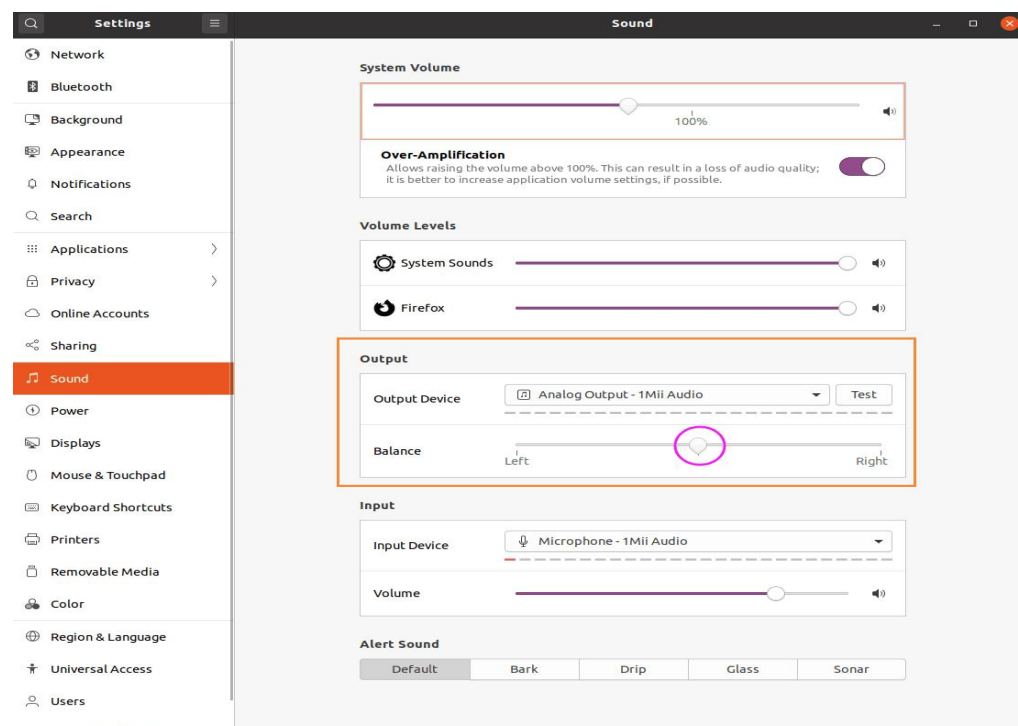 Settings
Sound
Network
Bluetooth
Background
Appearance
Notifications
Search
Applications
Privacy
Online Accounts
Sharing
Sound
Power
Displays
Mouse & Touchpad
Keyboard Shortcuts
Printers
Removable Media
Color
Region & Language
Universal Access
Users
System Volume
100%
Over-Amplification
Allows raising the volume above 100%. This can result in a loss of audio quality;
it is better to increase application volume settings, if possible.
Volume Levels
System Sounds
Firefox
Output
Output Device
Analog Output - 1Mii Audio
Test
Balance
Left
Right
Input
Input Device
Microphone - 1Mii Audio
Volume
Alert Sound
Default
Bark
Drip
Glass
Sonar